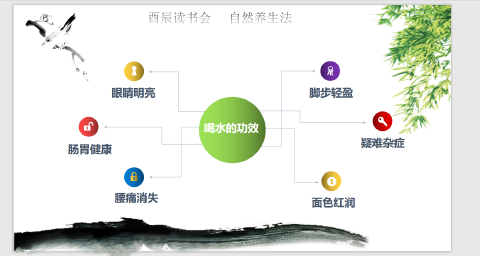 酉辰读书会 自然养生法
眼睛明亮
脚步轻盈
喝水的功效
肠胃健康
疑难杂症
腰痛消失
面色红润